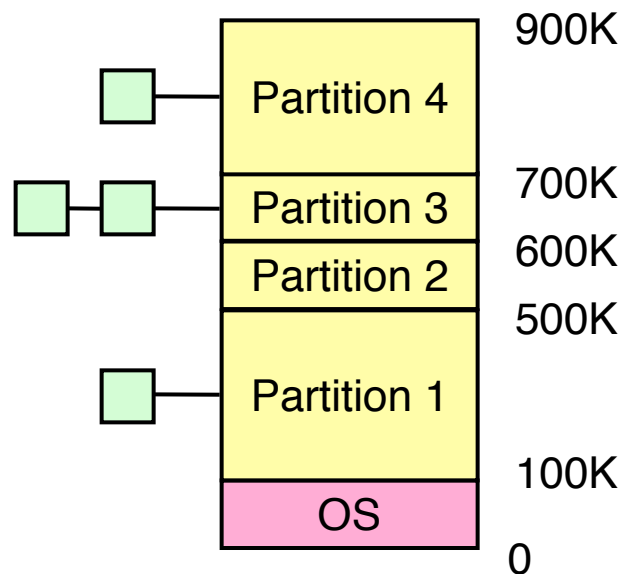 900K
Partition 4
700K
Partition 3
600K
Partition 2
500K
Partition 1
100K
OS
0